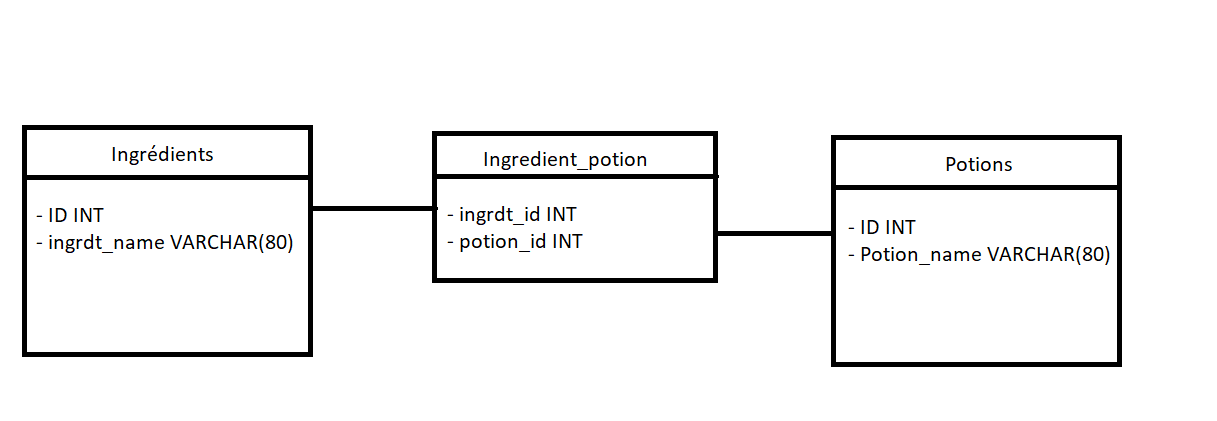 Ingrédients
- ID INT
- ingrdt_name VARCHAR(80)
Ingredient_potion
- ingrdt_id INT
- potion_id INT
Potions
- ID INT
- Potion_name VARCHAR(80)